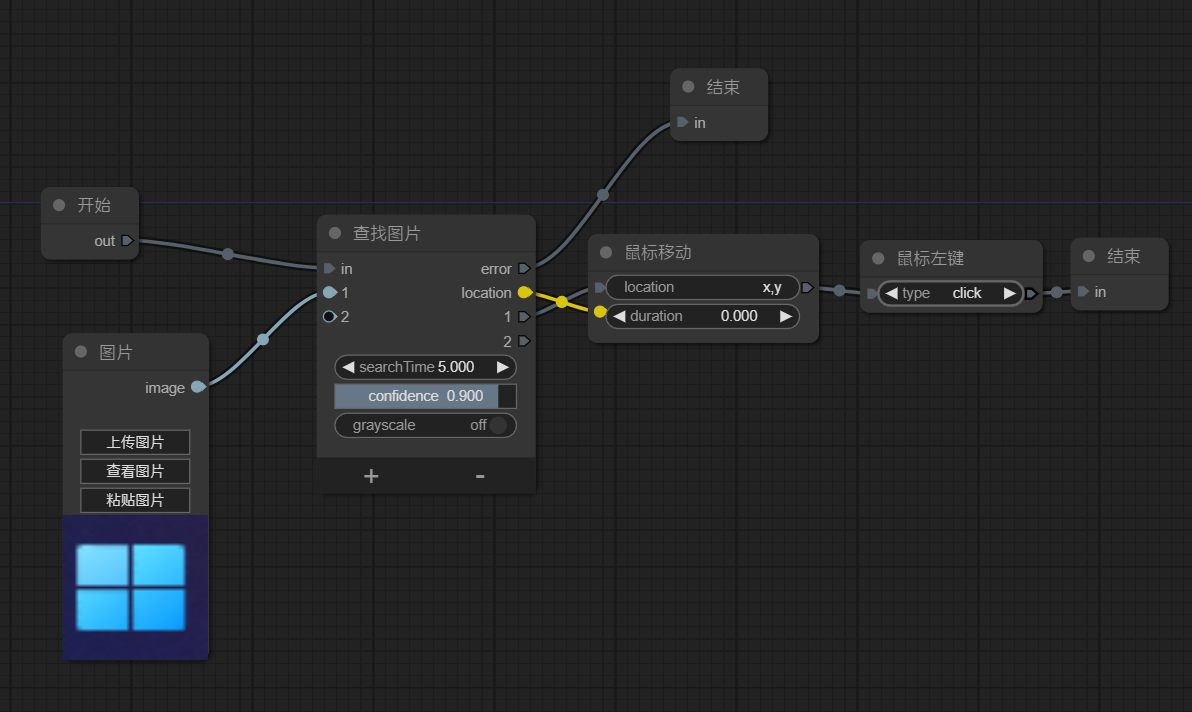 开始
out
图片
image
上传图片
查看图片
粘贴图片
查找图片
in
error
1
location
2
1
2
searchTime 5.000
confidence 0.900
grayscale off
+ -
结束
in
鼠标移动
location x,y
duration 0.000
鼠标左键
type click
结束
in